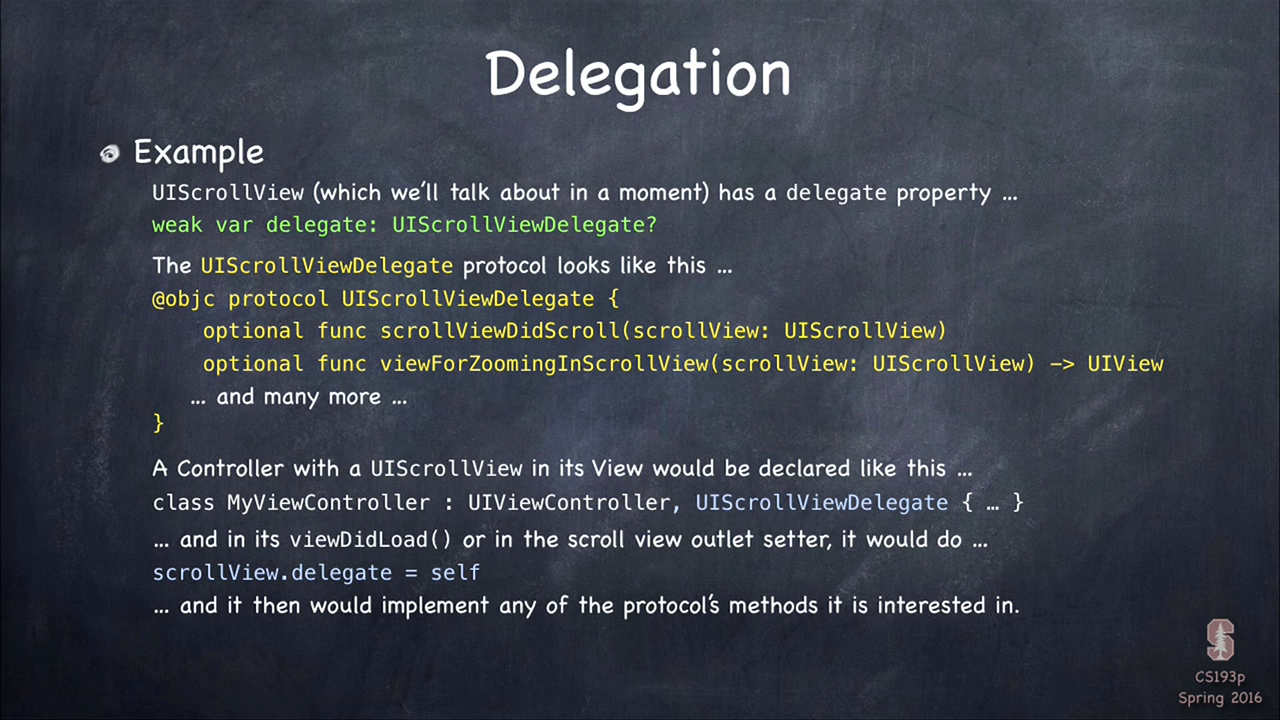 Delegation
Example
UIScrollView (which we'll talk about in a moment) has a delegate property ...
weak var delegate: UIScrollViewDelegate?
The UIScrollViewDelegate protocol looks like this ...
@objc protocol UIScrollViewDelegate {
optional func scrollViewDidScroll(scrollView: UIScrollView)
optional func viewForZoomingInScrollView(scrollView: UIScrollView) -> UIView
... and many more ...
}
A Controller with a UIScrollView in its View would be declared like this ...
class MyViewController : UIViewController, UIScrollViewDelegate { … }
... and in its viewDidLoad() or in the scroll view outlet setter, it would do ...
scrollView.delegate = self
... and it then would implement any of the protocol's methods it is interested in.
S
CS193p
Spring 2016